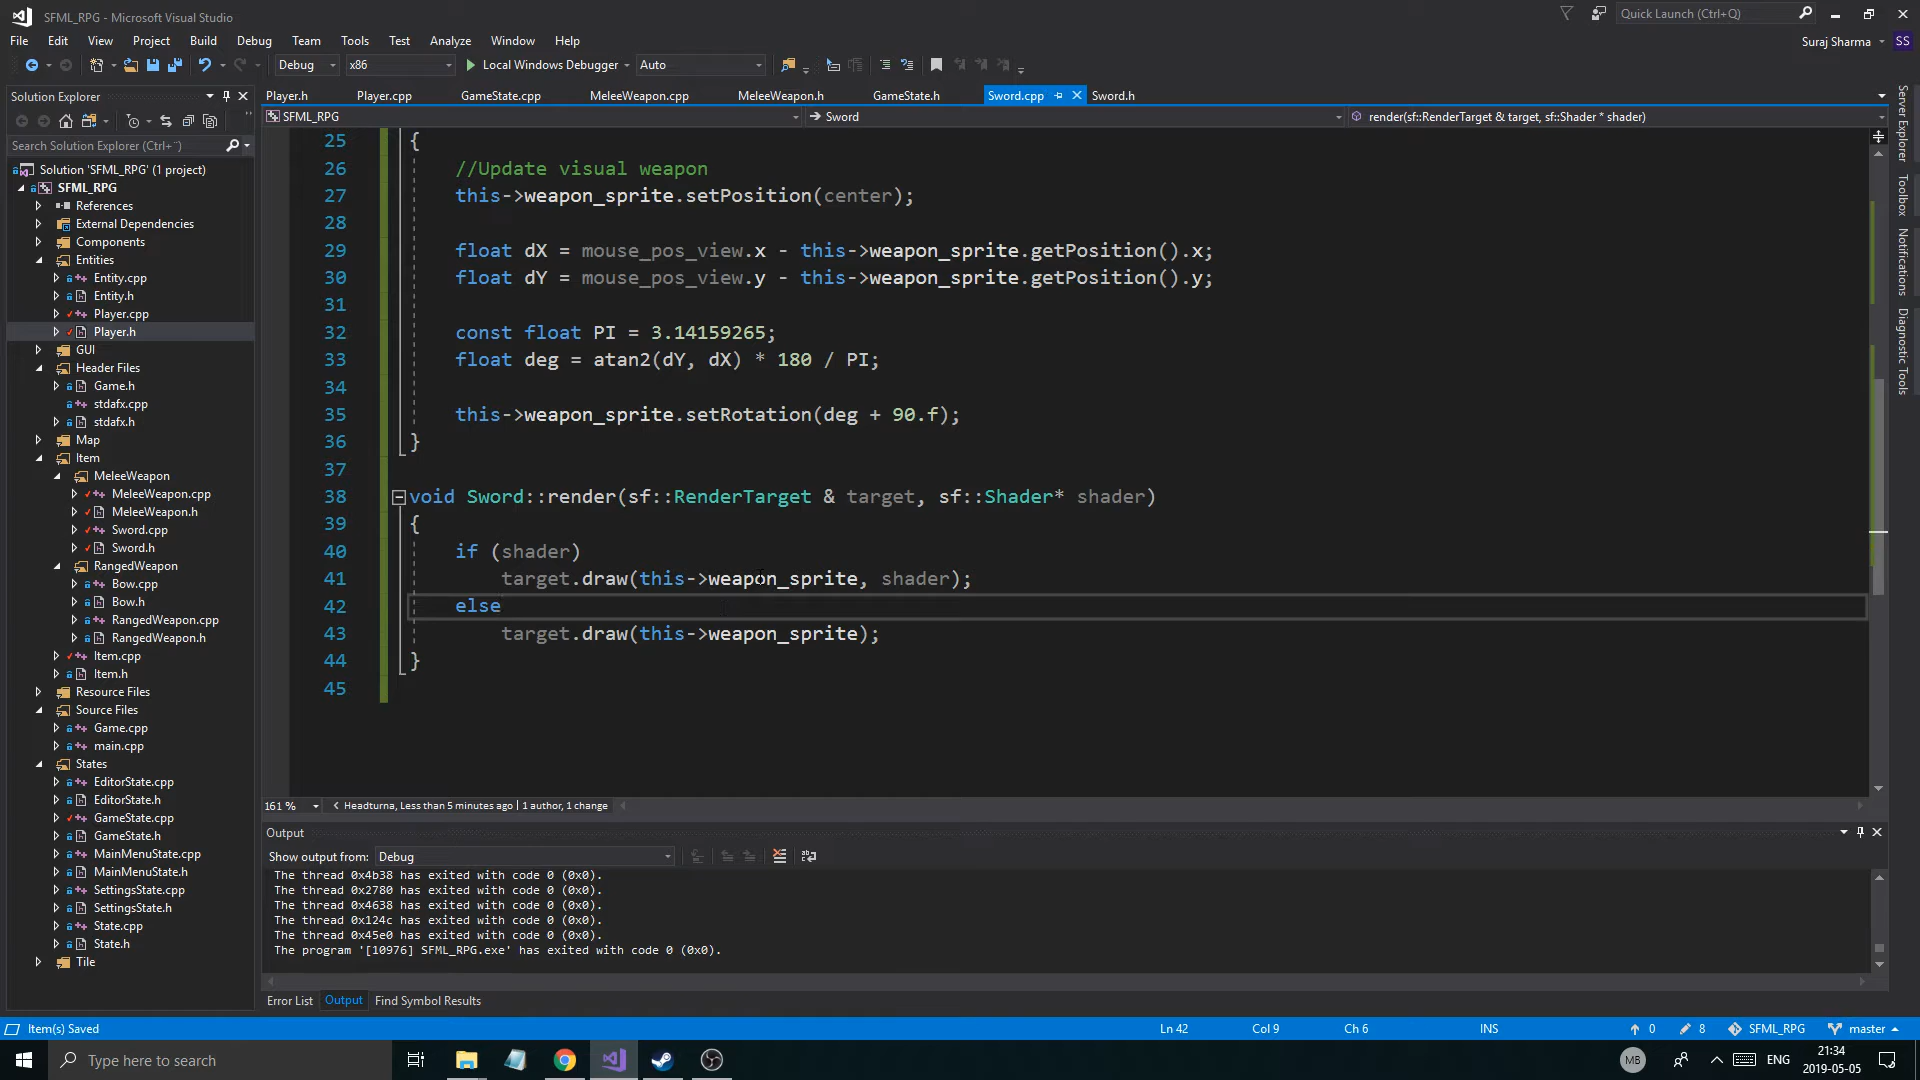 SFML_RPG - Microsoft Visual Studio
Quick Launch (Ctrl+Q)
File Edit View Project Build Debug Team Tools Test Analyze Window Help
Suraj Sharma SS
Debug x86 Local Windows Debugger Auto
Solution Explorer
Search Solution Explorer (Ctrl+¨)
Solution 'SFML_RPG' (1 project)
SFML_RPG
References
External Dependencies
Components
Entities
Entity.cpp
Entity.h
Player.cpp
Player.h
GUI
Header Files
Game.h
stdafx.cpp
stdafx.h
Map
Item
MeleeWeapon
MeleeWeapon.cpp
MeleeWeapon.h
Sword.cpp
Sword.h
RangedWeapon
Bow.cpp
Bow.h
RangedWeapon.cpp
RangedWeapon.h
Item.cpp
Item.h
Resource Files
Source Files
Game.cpp
main.cpp
States
EditorState.cpp
EditorState.h
GameState.cpp
GameState.h
MainMenuState.cpp
MainMenuState.h
SettingsState.cpp
SettingsState.h
State.cpp
State.h
Tile
Player.h Player.cpp GameState.cpp MeleeWeapon.cpp MeleeWeapon.h GameState.h Sword.cpp Sword.h
SFML_RPG Sword render(sf::RenderTarget & target, sf::Shader * shader)
25 {
26 //Update visual weapon
27 this->weapon_sprite.setPosition(center);
28
29 float dX = mouse_pos_view.x - this->weapon_sprite.getPosition().x;
30 float dY = mouse_pos_view.y - this->weapon_sprite.getPosition().y;
31
32 const float PI = 3.14159265;
33 float deg = atan2(dY, dX) * 180 / PI;
34
35 this->weapon_sprite.setRotation(deg + 90.f);
36 }
37
38 void Sword::render(sf::RenderTarget & target, sf::Shader* shader)
39 {
40 if (shader)
41 target.draw(this->weapon_sprite, shader);
42 else
43 target.draw(this->weapon_sprite);
44 }
45
161 % Headturna, Less than 5 minutes ago | 1 author, 1 change
Output
Show output from: Debug
The thread 0x4b38 has exited with code 0 (0x0).
The thread 0x2780 has exited with code 0 (0x0).
The thread 0x4638 has exited with code 0 (0x0).
The thread 0x124c has exited with code 0 (0x0).
The thread 0x45e0 has exited with code 0 (0x0).
The program '[10976] SFML_RPG.exe' has exited with code 0 (0x0).
Error List Output Find Symbol Results
Server Explorer
Toolbox
Notifications
Diagnostic Tools
Item(s) Saved Ln 42 Col 9 Ch 6 INS 0 8 SFML_RPG master
Type here to search
MB ENG
21:34
2019-05-05